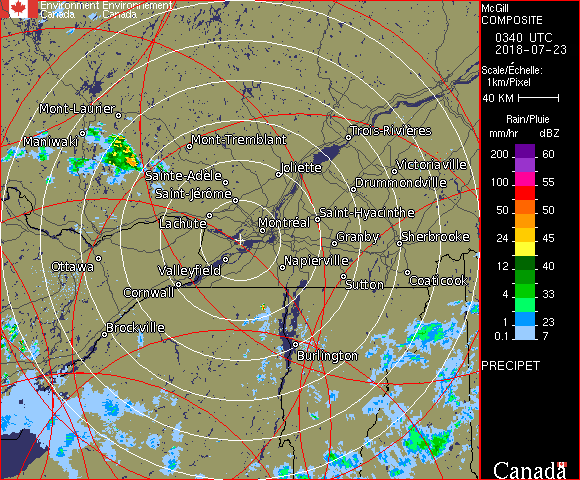 Environment Environnement
Canada Canada
McGill
COMPOSITE
0340 UTC
2018-07-23
Scale/Échelle:
1km/Pixel
40 KM
Rain/Pluie
mm/hr dBZ
200 60
100 55
50 50
24 45
12 40
4 33
1 23
0.1 7
PRECIPET
Canada
Mont-Laurier
Maniwaki
Mont-Tremblant
Trois-Rivières
Joliette
Victoriaville
Sainte-Adèle
Drummondville
Saint-Jérôme
Lachute
Saint-Hyacinthe
Montréal
Granby
Sherbrooke
Ottawa
Valleyfield
Napierville
Coaticook
Cornwall
Sutton
Brockville
Burlington